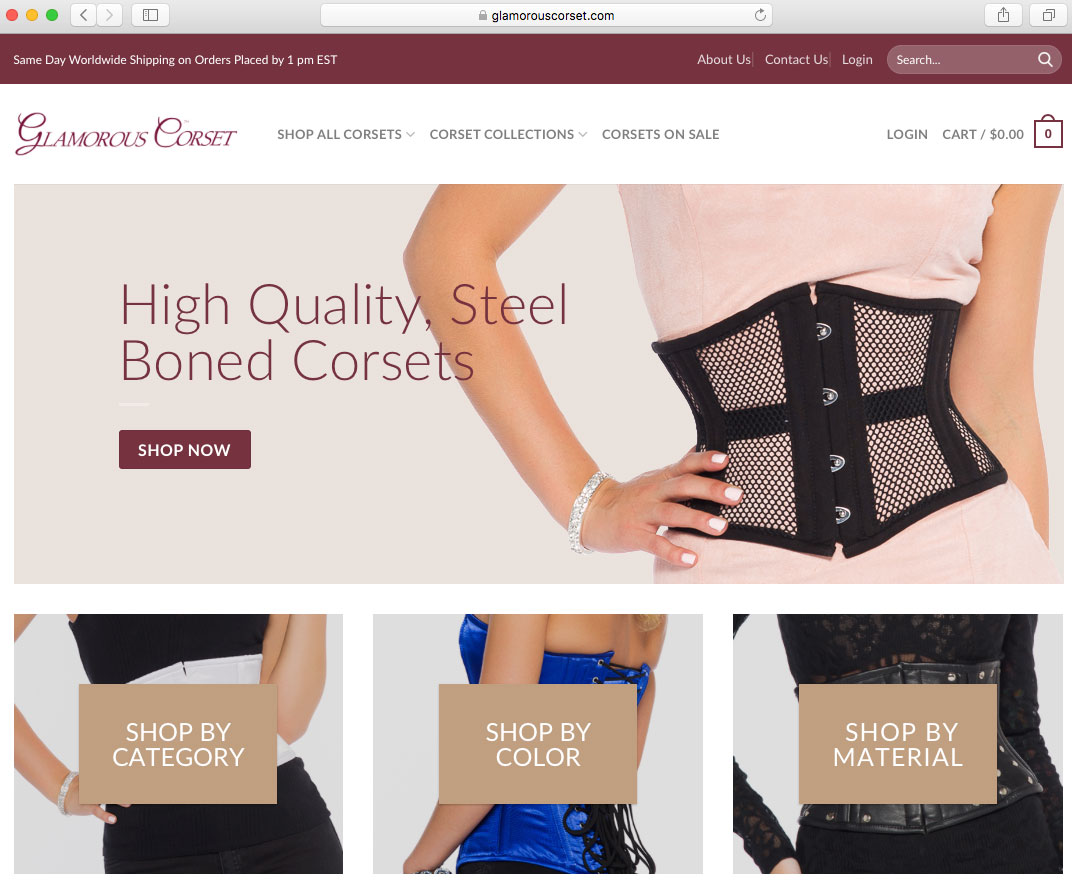 glamorouscorset.com
Same Day Worldwide Shipping on Orders Placed by 1 pm EST
About Us
Contact Us
Login
Search...
GLAMOROUS CORSET™
SHOP ALL CORSETS
CORSET COLLECTIONS
CORSETS ON SALE
LOGIN
CART / $0.00
0
High Quality, Steel
Boned Corsets
SHOP NOW
SHOP BY
CATEGORY
SHOP BY
COLOR
SHOP BY
MATERIAL